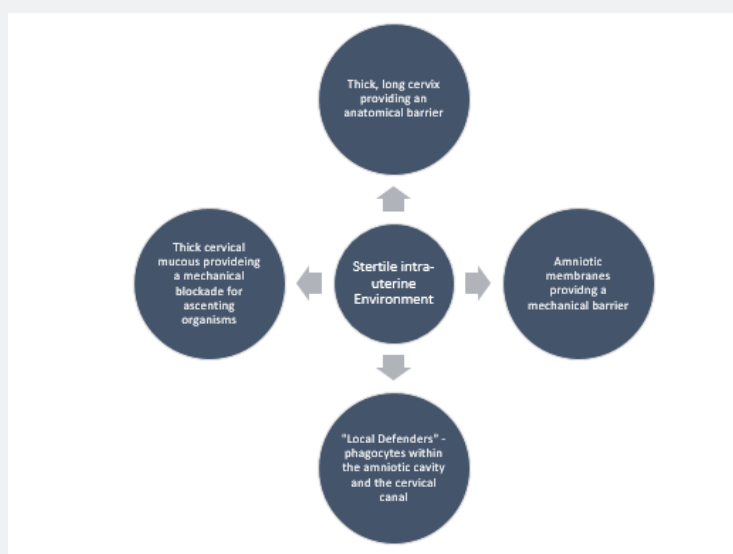 Thick, long cervix
providing an
anatomical barrier
Thick cervical
mucous provideing
a mechanical
blockade for
ascenting
organisms
Stertile intra-
uterine
Environment
Amniotic
membranes
providng a
mechanical barrier
"Local Defenders" -
phagocytes within
the amniotic cavity
and the cervical
canal